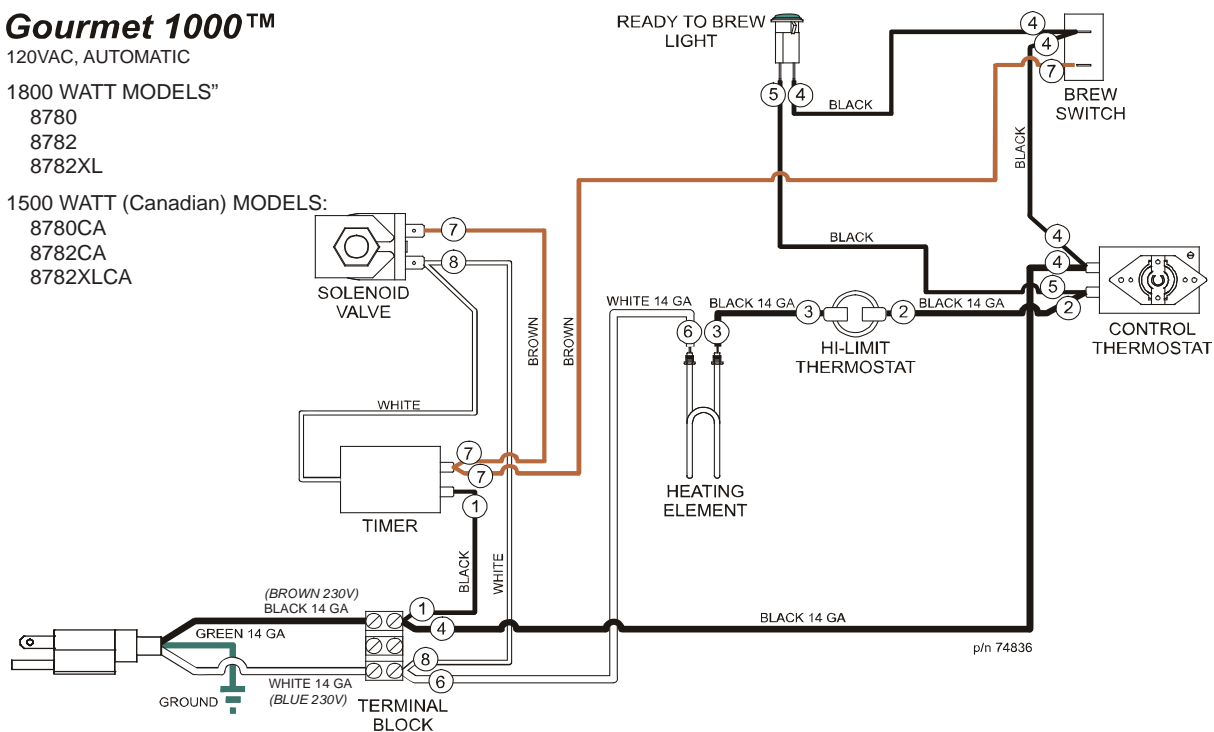 Gourmet 1000™
120VAC, AUTOMATIC
1800 WATT MODELS”
8780
8782
8782XL
1500 WATT (Canadian) MODELS:
8780CA
8782CA
8782XLCA
READY TO BREW
LIGHT
5
4
BLACK
4
4
7
BREW
SWITCH
BLACK
BLACK
4
4
5
2
CONTROL
THERMOSTAT
7
8
SOLENOID
VALVE
BROWN
BROWN
WHITE 14 GA
BLACK 14 GA
BLACK 14 GA
6
3
3
2
HI-LIMIT
THERMOSTAT
HEATING
ELEMENT
WHITE
7
7
1
TIMER
BLACK
WHITE
(BROWN 230V)
BLACK 14 GA
GREEN 14 GA
1
4
BLACK 14 GA
p/n 74836
8
6
WHITE 14 GA
(BLUE 230V)
GROUND
TERMINAL
BLOCK